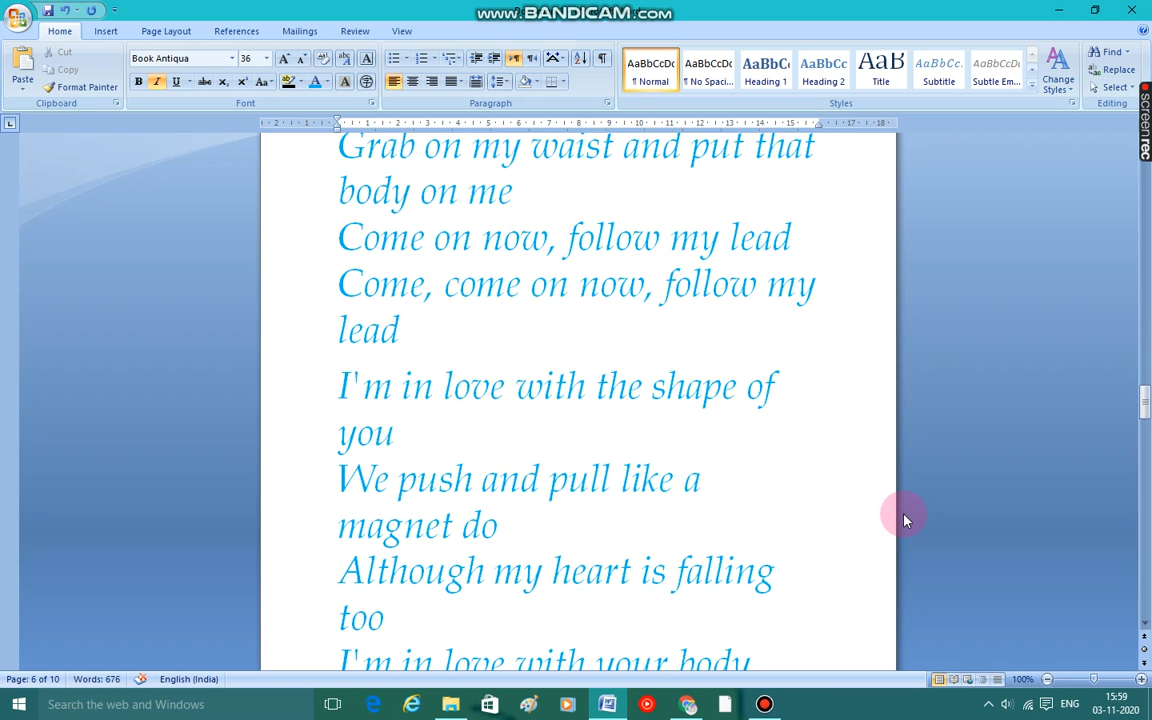 www.BANDICAM.com
Home Insert Page Layout References Mailings Review View
Cut
Copy
Format Painter
Paste
Clipboard
Book Antiqua 36
Font
Paragraph
AaBbCcDc AaBbCcDc AaBbC AaBbCc AaB AaBbCc. AaBbCcDc
¶ Normal ¶ No Spaci... Heading 1 Heading 2 Title Subtitle Subtle Em...
Change Styles
Styles
Find
Replace
Select
Editing
screen rec
Grab on my waist and put that
body on me
Come on now, follow my lead
Come, come on now, follow my
lead
I'm in love with the shape of
you
We push and pull like a
magnet do
Although my heart is falling
too
I'm in love with your body
Page: 6 of 10 Words: 676 English (India) 100%
Search the web and Windows
ENG
15:59
03-11-2020